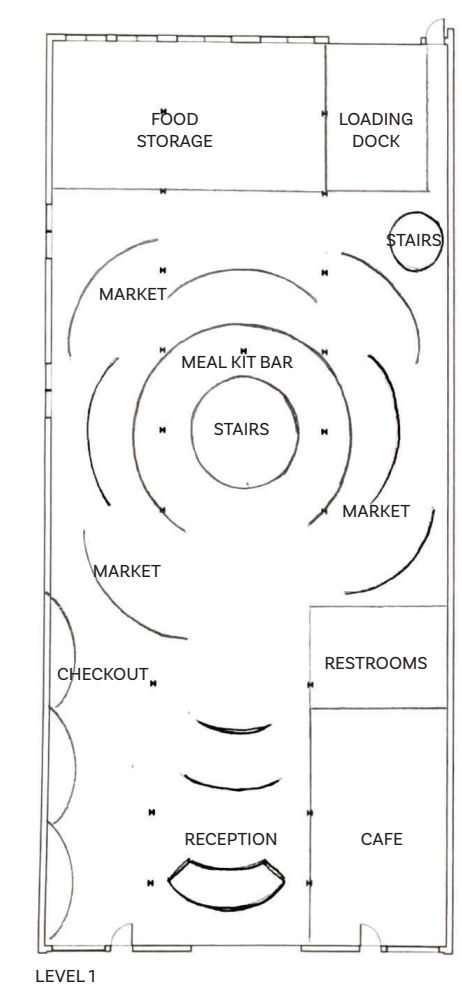 FOOD
STORAGE
LOADING
DOCK
STAIRS
MARKET
MEAL KIT BAR
STAIRS
MARKET
MARKET
RESTROOMS
CHECKOUT
RECEPTION
CAFE
LEVEL 1